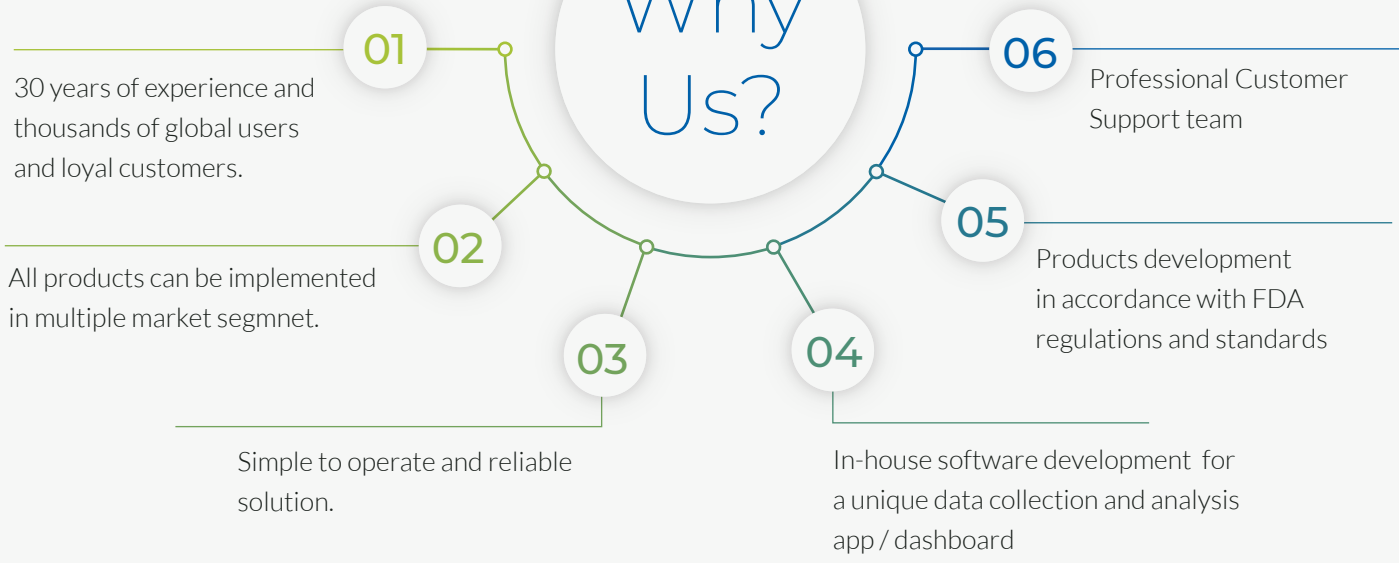 Why
Us?
01
30 years of experience and
thousands of global users
and loyal customers.
02
All products can be implemented
in multiple market segmnet.
03
Simple to operate and reliable
solution.
04
In-house software development for
a unique data collection and analysis
app / dashboard
05
Products development
in accordance with FDA
regulations and standards
06
Professional Customer
Support team